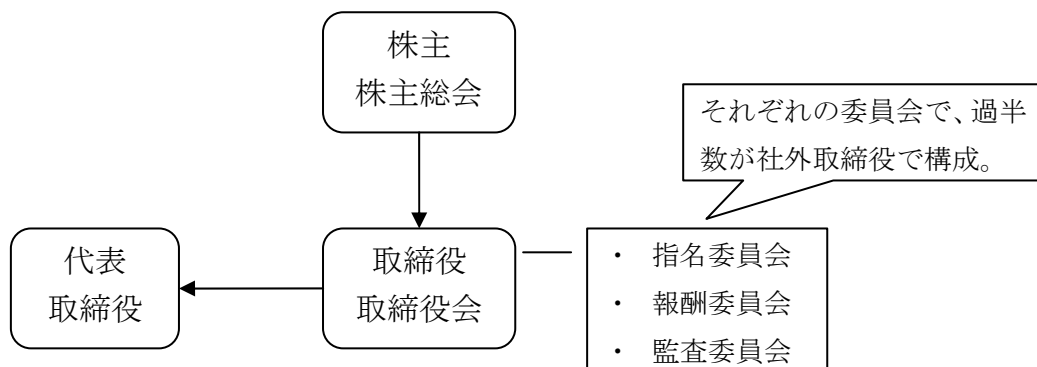 株主
株主総会
それぞれの委員会で、過半
数が社外取締役で構成。
代表
取締役
取締役
取締役会
・ 指名委員会
・ 報酬委員会
・ 監査委員会